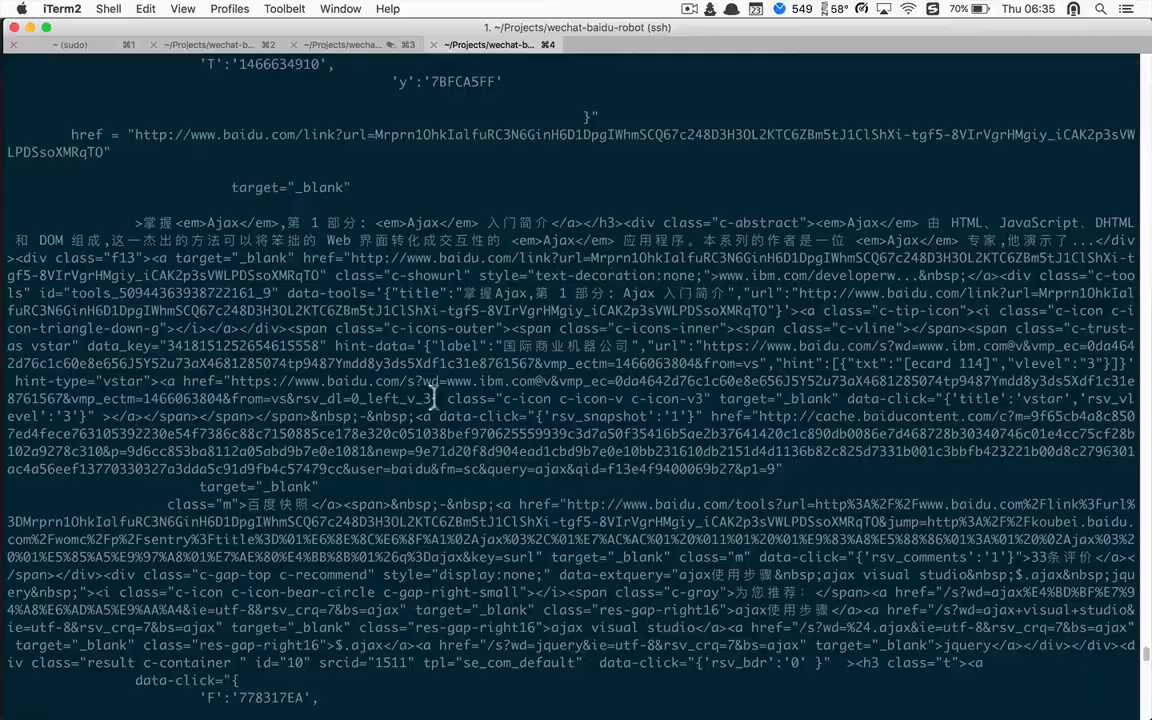 iTerm2 Shell Edit View Profiles Toolbelt Window Help 549 58° 70% Thu 06:35
1. ~/Projects/wechat-baidu-robot (ssh)
~ (sudo) ⌘1 ~/Projects/wechat-b... ⌘2 ~/Projects/wecha... ⌘3 ~/Projects/wechat-b... ⌘4
'T':'1466634910',
'y':'7BFCA5FF'
}"
href = "http://www.baidu.com/link?url=Mrprn1OhkIalfuRC3N6GinH6D1DpgIWhmSCQ67c248D3H3OL2KTC6ZBm5tJ1ClShXi-tgf5-8VIrVgrHMgiy_iCAK2p3sVW
LPDSsoXMRqTO"
target="_blank"
>掌握<em>Ajax</em>,第 1 部分: <em>Ajax</em> 入门简介</a></h3><div class="c-abstract"><em>Ajax</em> 由 HTML、JavaScript、DHTML
和 DOM 组成,这一杰出的方法可以将笨拙的 Web 界面转化成交互性的 <em>Ajax</em> 应用程序。本系列的作者是一位 <em>Ajax</em> 专家,他演示了...</div>
<div class="f13"><a target="_blank" href="http://www.baidu.com/link?url=Mrprn1OhkIalfuRC3N6GinH6D1DpgIWhmSCQ67c248D3H3OL2KTC6ZBm5tJ1ClShXi-t
gf5-8VIrVgrHMgiy_iCAK2p3sVWLPDSsoXMRqTO" class="c-showurl" style="text-decoration:none;">www.ibm.com/developerw...&nbsp;</a><div class="c-too
ls" id="tools_50944363938722161_9" data-tools='{"title":"掌握Ajax,第 1 部分: Ajax 入门简介","url":"http://www.baidu.com/link?url=Mrprn1OhkIal
fuRC3N6GinH6D1DpgIWhmSCQ67c248D3H3OL2KTC6ZBm5tJ1ClShXi-tgf5-8VIrVgrHMgiy_iCAK2p3sVWLPDSsoXMRqTO"}'><a class="c-tip-icon"><i class="c-icon c-i
con-triangle-down-g"></i></a></div><span class="c-icons-outer"><span class="c-icons-inner"><span class="c-vline"></span><span class="c-trust-
as vstar" data_key="3418151252654615558" hint-data='{"label":"国际商业机器公司","url":"https://www.baidu.com/s?wd=www.ibm.com@v&vmp_ec=0da464
2d76c1c60e8e656J5Y52u73aX4681285074tp9487Ymdd8y3ds5Xdf1c31e8761567&vmp_ectm=1466063804&from=vs","hint":[{"txt":"[ecard 114]","vlevel":"3"}]}'
hint-type="vstar"><a href="https://www.baidu.com/s?wd=www.ibm.com@v&vmp_ec=0da4642d76c1c60e8e656J5Y52u73aX4681285074tp9487Ymdd8y3ds5Xdf1c31e
8761567&vmp_ectm=1466063804&from=vs&rsv_dl=0_left_v_3" class="c-icon c-icon-v c-icon-v3" target="_blank" data-click="{'title':'vstar','rsv_vl
evel':'3'}" ></a></span></span></span>&nbsp;-&nbsp;<a data-click="{'rsv_snapshot':'1'}" href="http://cache.baiducontent.com/c?m=9f65cb4a8c850
7ed4fece763105392230e54f7386c88c7150885ce178e320c051038bef970625559939c3d7a50f35416b5ae2b37641420c1c890db0086e7d468728b30340746c01e4cc75cf28b
102a9278c310&p=9d6cc853ba8112a05abd9b7e0e1081&newp=9e71d20f8d904ead1cbd9b7e0e10bb231610db2151d4d1136b82c825d7331b001c3bbfb423221b00d8c2796301
ac4a56eef13770330327a3dda5c91d9fb4c57479cc&user=baidu&fm=sc&query=ajax&qid=f13e4f9400069b27&p1=9"
target="_blank"
class="m">百度快照</a><span>&nbsp;-&nbsp;<a href="http://www.baidu.com/tools?url=http%3A%2F%2Fwww.baidu.com%2Flink%3Furl%
3DMrprn1OhkIalfuRC3N6GinH6D1DpgIWhmSCQ67c248D3H3OL2KTC6ZBm5tJ1ClShXi-tgf5-8VIrVgrHMgiy_iCAK2p3sVWLPDSsoXMRqTO&jump=http%3A%2F%2Fkoubei.baidu.
com%2Fwomc%2Fp%2Fsentry%3Ftitle%3D%01%E6%8E%8C%E6%8F%A1%02Ajax%03%2C%01%E7%AC%AC%01%20%011%01%20%01%E9%83%A8%E5%88%86%01%3A%01%20%02Ajax%03%2
0%01%E5%85%A5%E9%97%A8%01%E7%AE%80%E4%BB%8B%01%26q%3Dajax&key=surl" target="_blank" class="m" data-click="{'rsv_comments':'1'}">33条评价</a><
/span></div><div class="c-gap-top c-recommend" style="display:none;" data-extquery="ajax使用步骤&nbsp;ajax visual studio&nbsp;$.ajax&nbsp;jqu
ery&nbsp;"><i class="c-icon c-icon-bear-circle c-gap-right-small"></i><span class="c-gray">为您推荐:</span><a href="/s?wd=ajax%E4%BD%BF%E7%9
4%A8%E6%AD%A5%E9%AA%A4&ie=utf-8&rsv_crq=7&bs=ajax" target="_blank" class="res-gap-right16">ajax使用步骤</a><a href="/s?wd=ajax+visual+studio&
ie=utf-8&rsv_crq=7&bs=ajax" target="_blank" class="res-gap-right16">ajax visual studio</a><a href="/s?wd=%24.ajax&ie=utf-8&rsv_crq=7&bs=ajax"
target="_blank" class="res-gap-right16">$.ajax</a><a href="/s?wd=jquery&ie=utf-8&rsv_crq=7&bs=ajax" target="_blank">jquery</a></div></div><d
iv class="result c-container " id="10" srcid="1511" tpl="se_com_default"  data-click="{'rsv_bdr':'0' }"  ><h3 class="t"><a
data-click="{
'F':'778317EA',